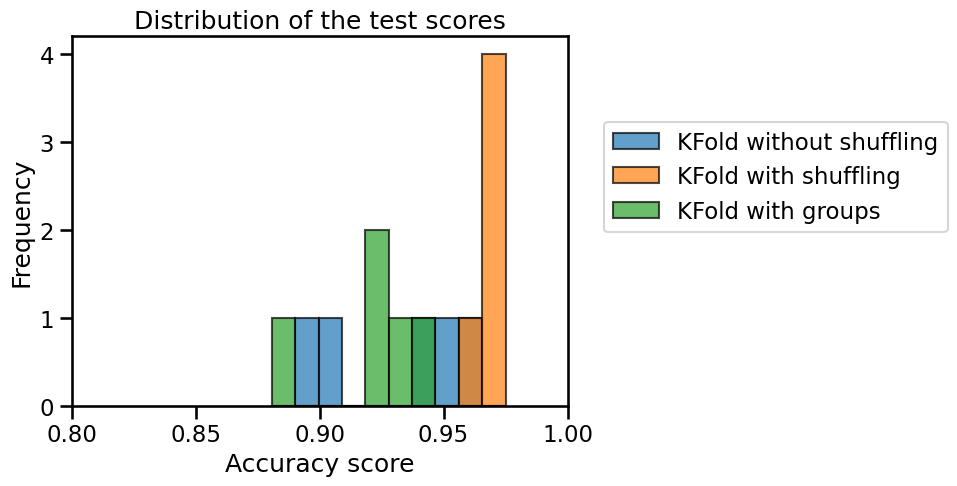 Distribution of the test scores
Frequency
4
3
2
1
0
0.80 0.85 0.90 0.95 1.00
Accuracy score
KFold without shuffling
KFold with shuffling
KFold with groups